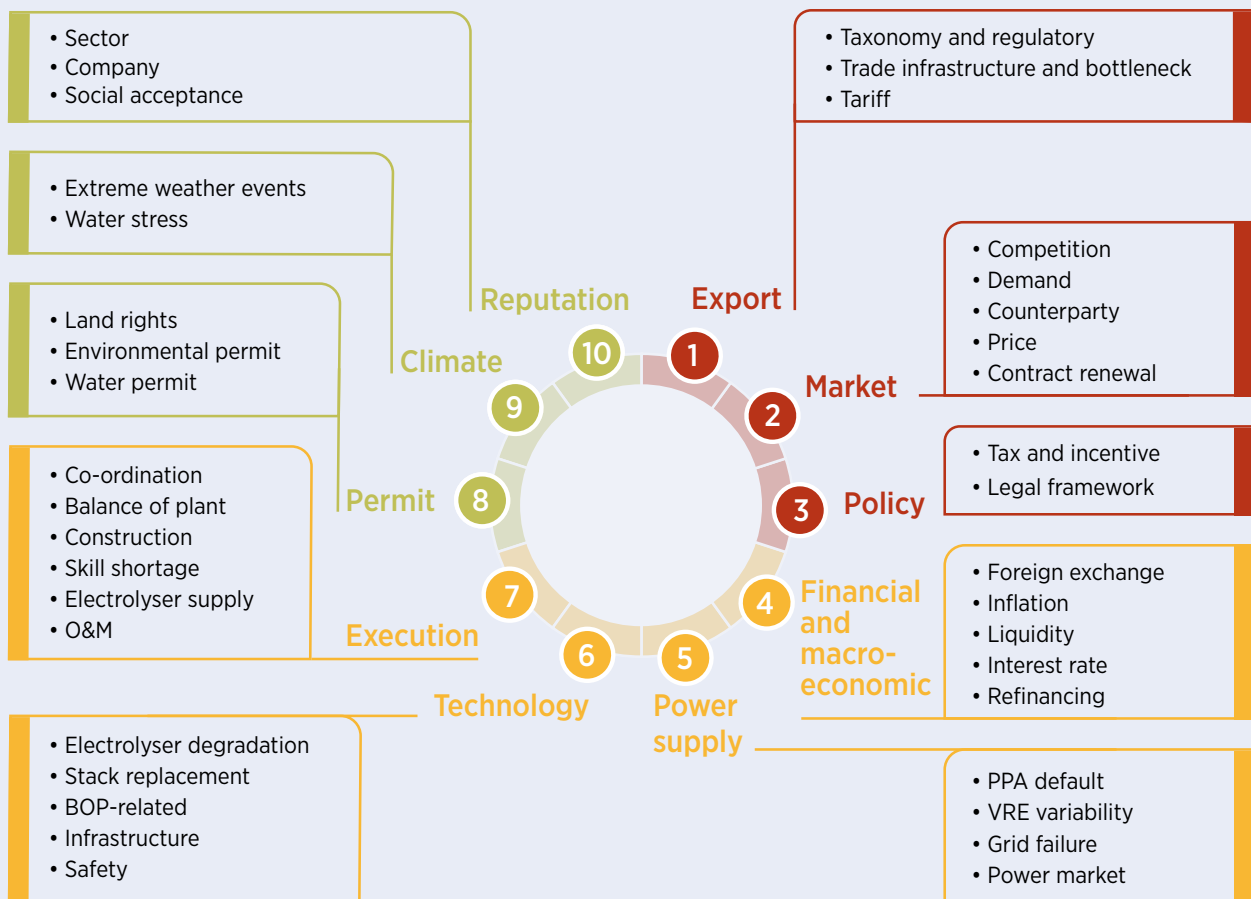 • Sector
• Company
• Social acceptance
• Taxonomy and regulatory
• Trade infrastructure and bottleneck
• Tariff
• Extreme weather events
• Water stress
• Competition
• Demand
• Counterparty
• Price
• Contract renewal
• Land rights
• Environmental permit
• Water permit
• Tax and incentive
• Legal framework
• Co-ordination
• Balance of plant
• Construction
• Skill shortage
• Electrolyser supply
• O&M
• Foreign exchange
• Inflation
• Liquidity
• Interest rate
• Refinancing
• Electrolyser degradation
• Stack replacement
• BOP-related
• Infrastructure
• Safety
• PPA default
• VRE variability
• Grid failure
• Power market
Export
1
Market
2
Policy
3
Financial
and
macro-
economic
4
Power
supply
5
Technology
6
Execution
7
Permit
8
Climate
9
Reputation
10